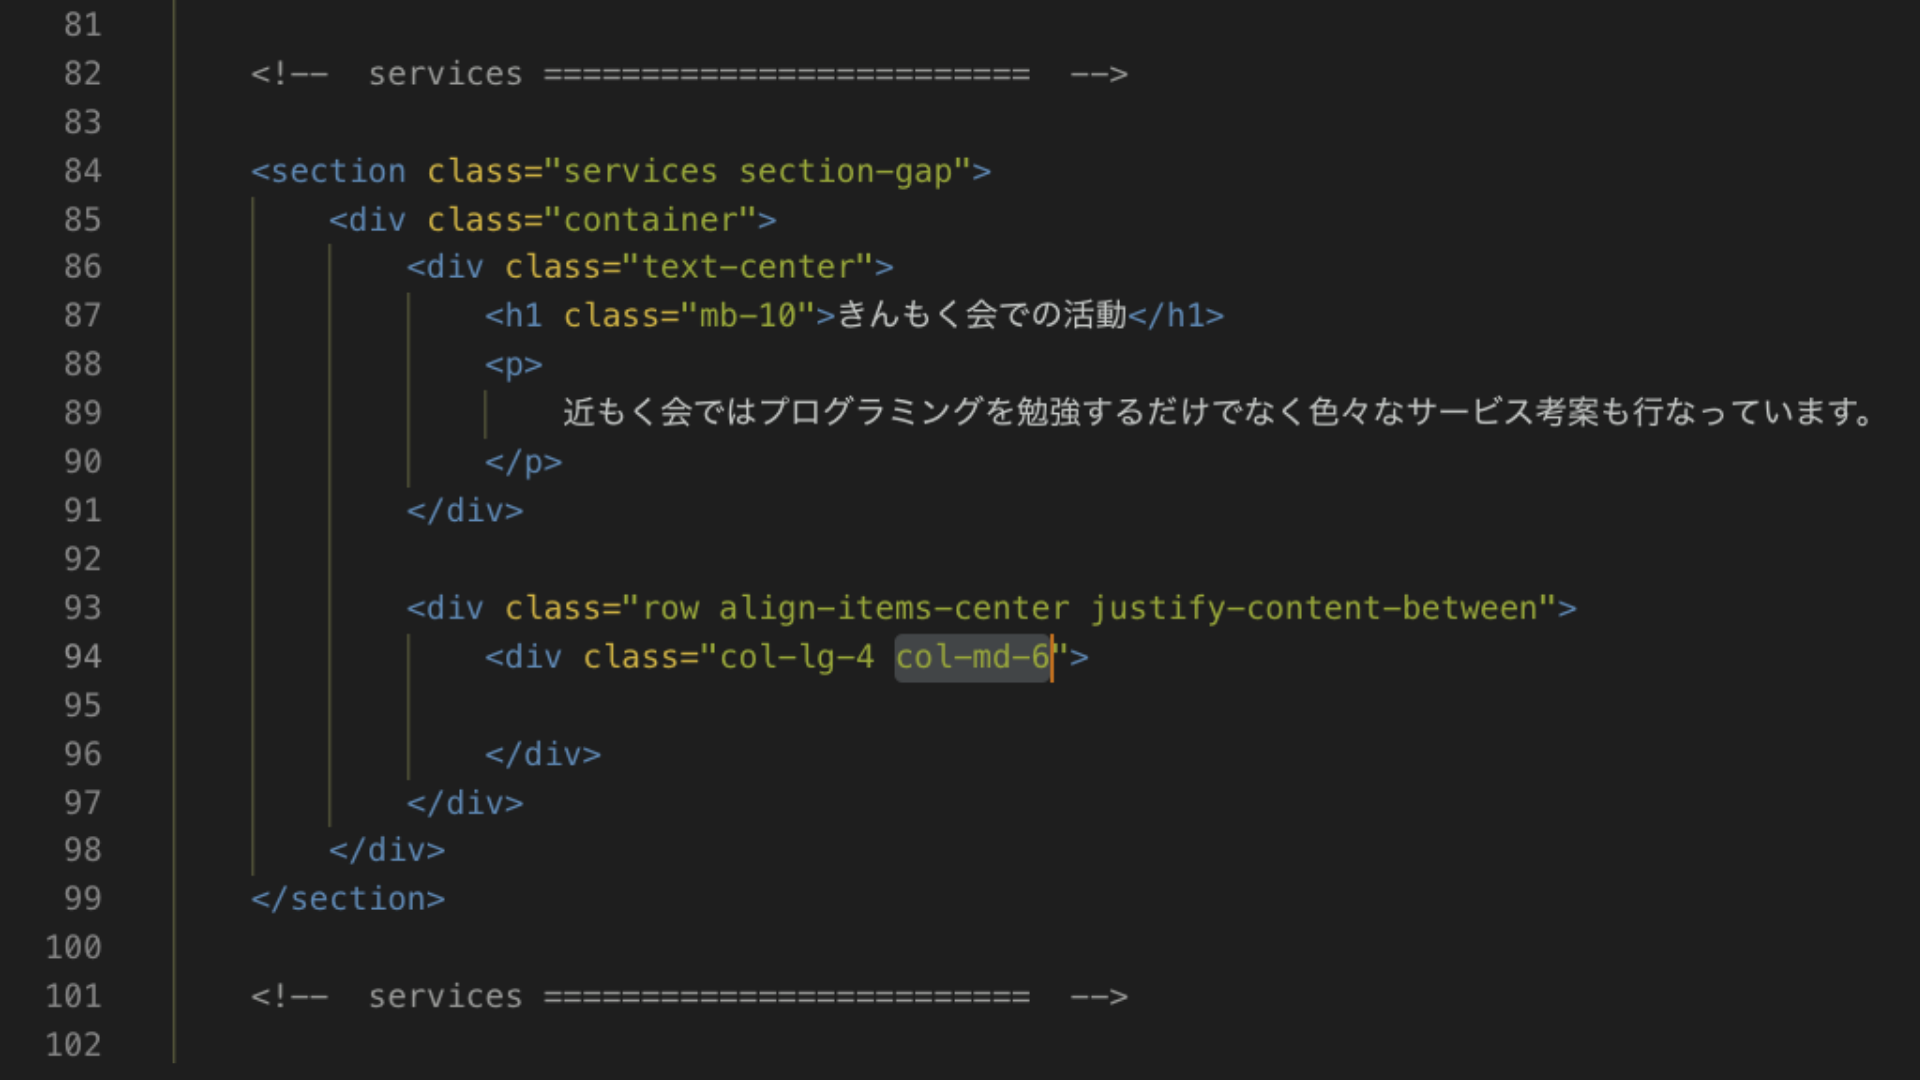 81
82 <!--  services =========================  -->
83
84 <section class="services section-gap">
85 <div class="container">
86 <div class="text-center">
87 <h1 class="mb-10">きんもく会での活動</h1>
88 <p>
89 近もく会ではプログラミングを勉強するだけでなく色々なサービス考案も行なっています。
90 </p>
91 </div>
92
93 <div class="row align-items-center justify-content-between">
94 <div class="col-lg-4 col-md-6">
95
96 </div>
97 </div>
98 </div>
99 </section>
100
101 <!--  services =========================  -->
102